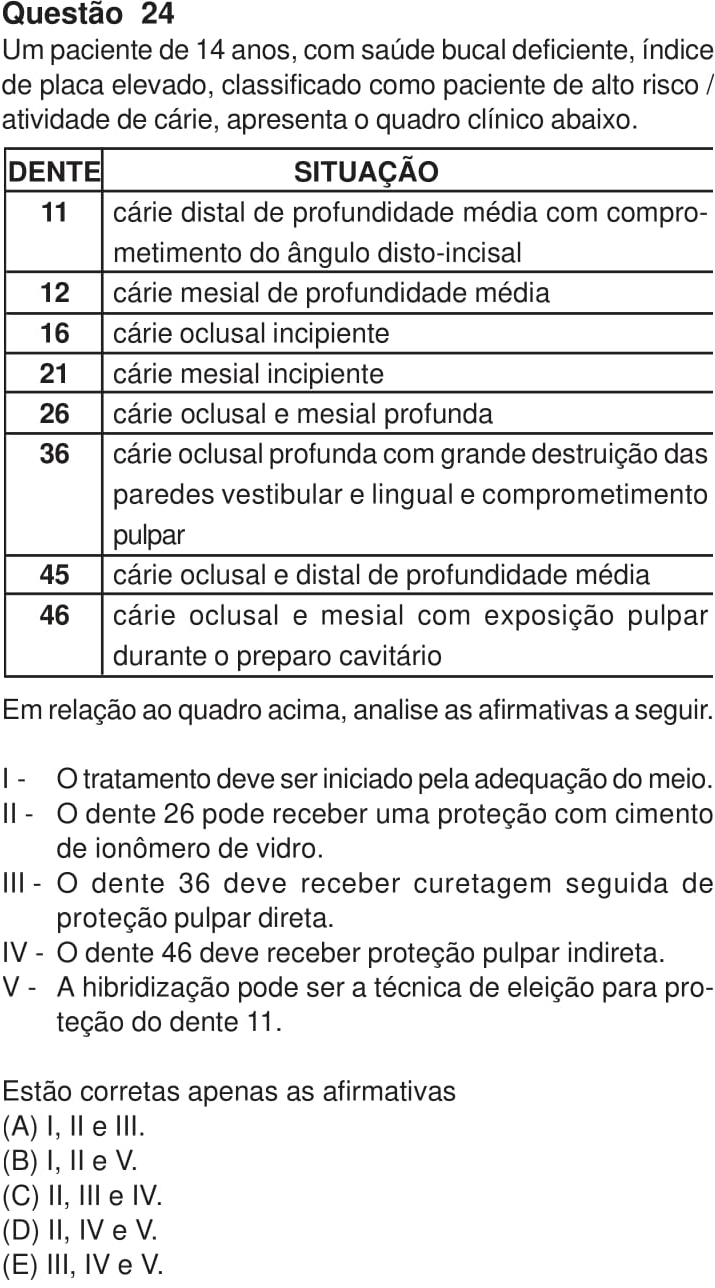 Questão 24
Um paciente de 14 anos, com saúde bucal deficiente, índice
de placa elevado, classificado como paciente de alto risco /
atividade de cárie, apresenta o quadro clínico abaixo.
DENTE SITUAÇÃO
11 cárie distal de profundidade média com compro-
metimento do ângulo disto-incisal
12 cárie mesial de profundidade média
16 cárie oclusal incipiente
21 cárie mesial incipiente
26 cárie oclusal e mesial profunda
36 cárie oclusal profunda com grande destruição das
paredes vestibular e lingual e comprometimento
pulpar
45 cárie oclusal e distal de profundidade média
46 cárie oclusal e mesial com exposição pulpar
durante o preparo cavitário
Em relação ao quadro acima, analise as afirmativas a seguir.
I - O tratamento deve ser iniciado pela adequação do meio.
II - O dente 26 pode receber uma proteção com cimento
de ionômero de vidro.
III - O dente 36 deve receber curetagem seguida de
proteção pulpar direta.
IV - O dente 46 deve receber proteção pulpar indireta.
V - A hibridização pode ser a técnica de eleição para pro-
teção do dente 11.
Estão corretas apenas as afirmativas
(A) I, II e III.
(B) I, II e V.
(C) II, III e IV.
(D) II, IV e V.
(E) III, IV e V.